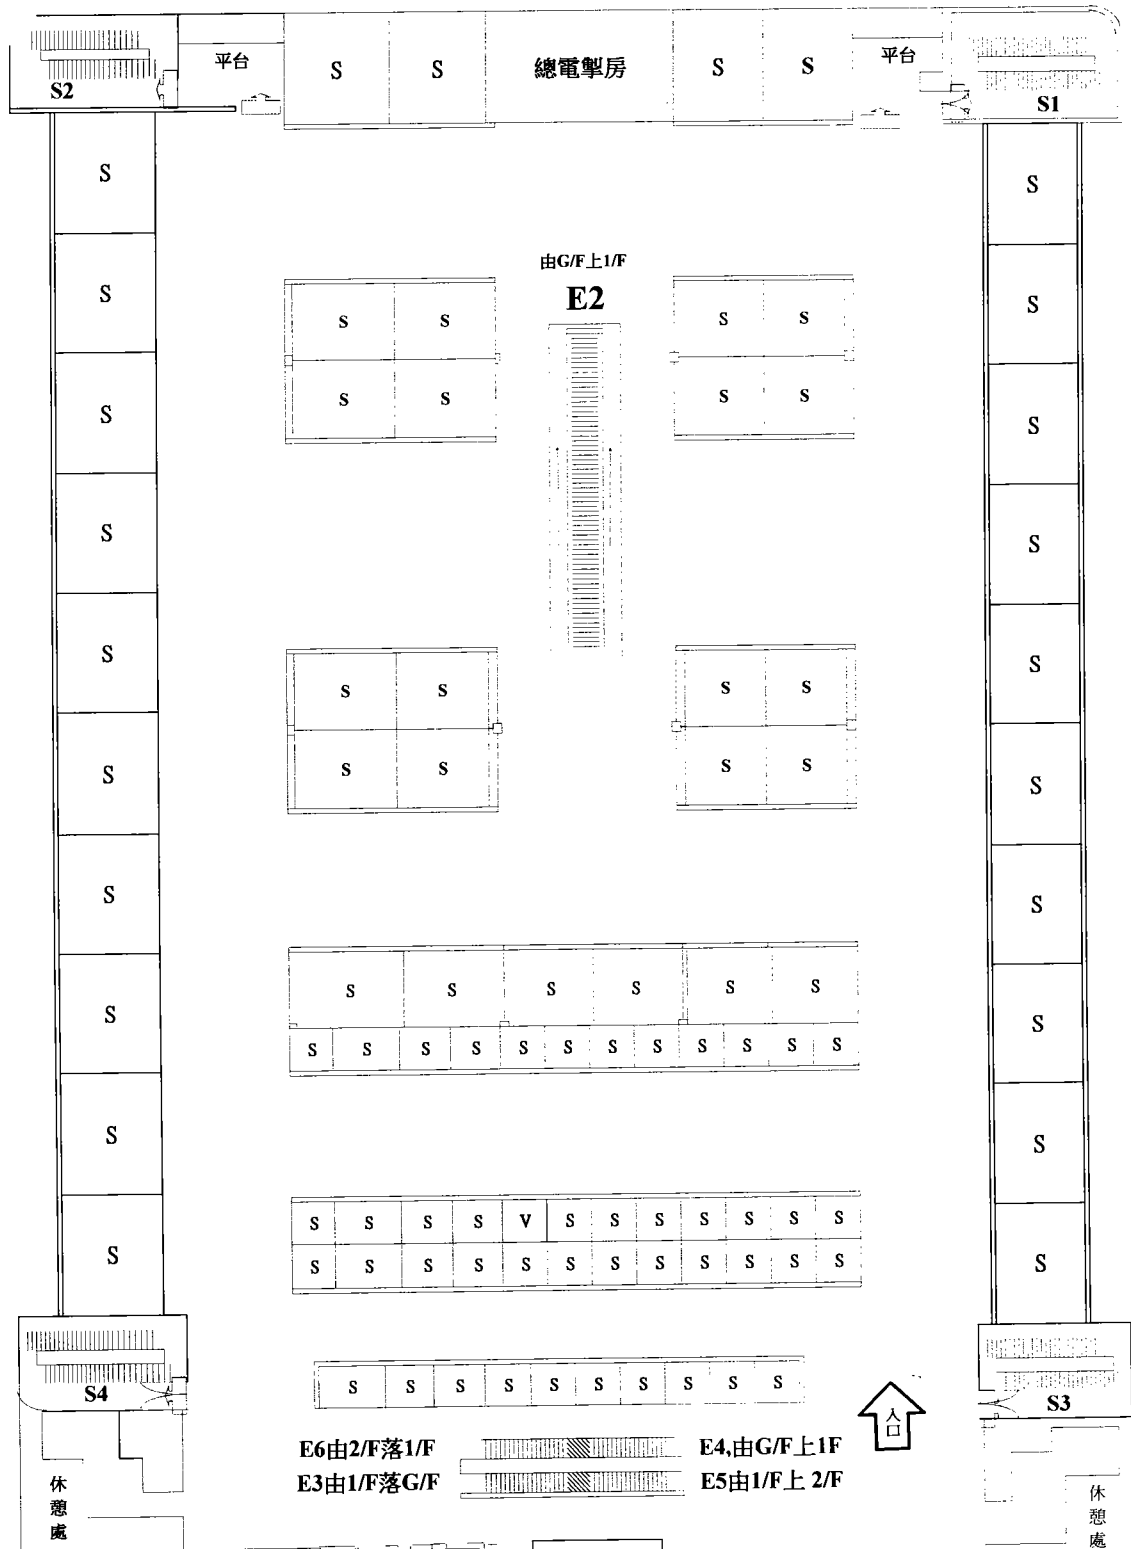 平台
S S 總電掣房 S S
平台
S2
S1
S
S
S
S
由G/F上1/F
E2
S S
S S
S S
S S
S
S
S
S
S
S
S S
S S
S S
S S
S
S
S
S
S S S S S S
S S S S S S S S S S S S
S
S
S
S
S S S S V S S S S S S S
S S S S S S S S S S S S
S
S
S4
S3
S S S S S S S S S S
入口
E6由2/F落1/F
E4,由G/F上1F
E3由1/F落G/F
E5由1/F上 2/F
休憩處
休憩處